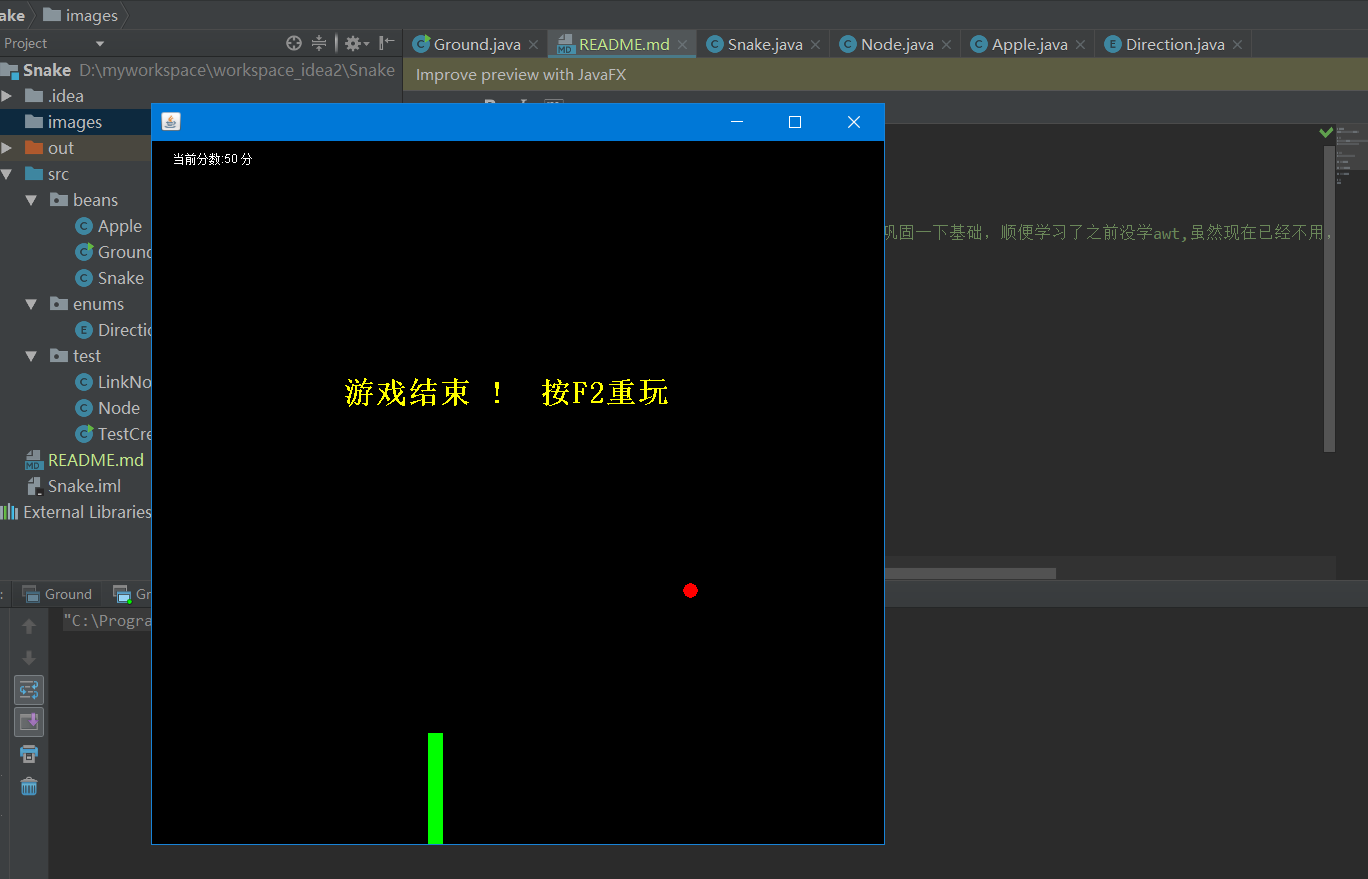 ake images
Project
Ground.java README.md Snake.java Node.java Apple.java Direction.java
Snake D:\myworkspace\workspace_idea2\Snake
Improve preview with JavaFX
.idea
images
out
src
beans
Apple
Ground
Snake
enums
Directio
test
LinkNo
Node
TestCre
README.md
Snake.iml
External Libraries
当前分数:50 分
巩固一下基础，顺便学习了之前没学awt,虽然现在已经不用，
游戏结束 ！ 按F2重玩
Ground Gr
"C:\Progra